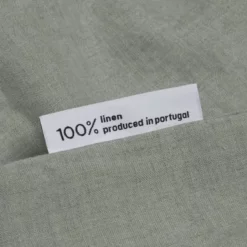 100% linen
produced in portugal